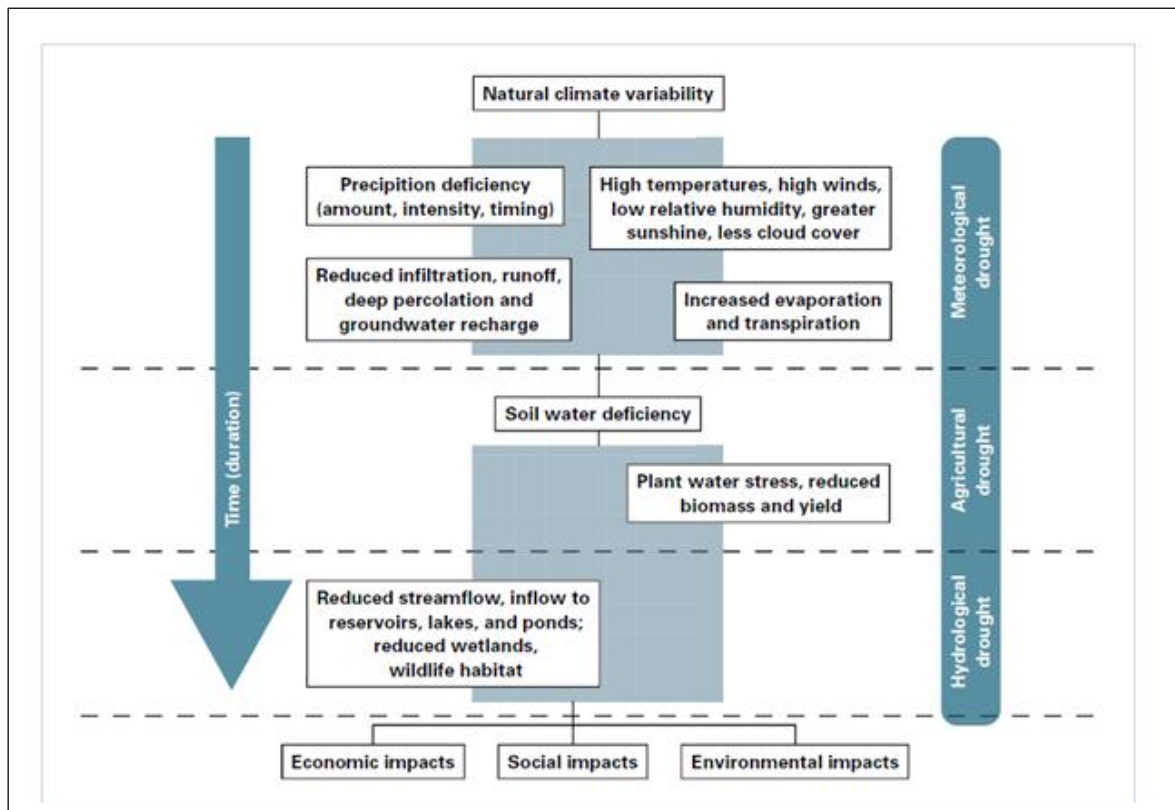 Natural climate variability
Precipition deficiency
(amount, intensity, timing)
High temperatures, high winds,
low relative humidity, greater
sunshine, less cloud cover
Reduced infiltration, runoff,
deep percolation and
groundwater recharge
Increased evaporation
and transpiration
Meteorological
drought
Time (duration)
Soil water deficiency
Plant water stress, reduced
biomass and yield
Agricultural
drought
Reduced streamflow, inflow to
reservoirs, lakes, and ponds;
reduced wetlands,
wildlife habitat
Hydrological
drought
Economic impacts
Social impacts
Environmental impacts